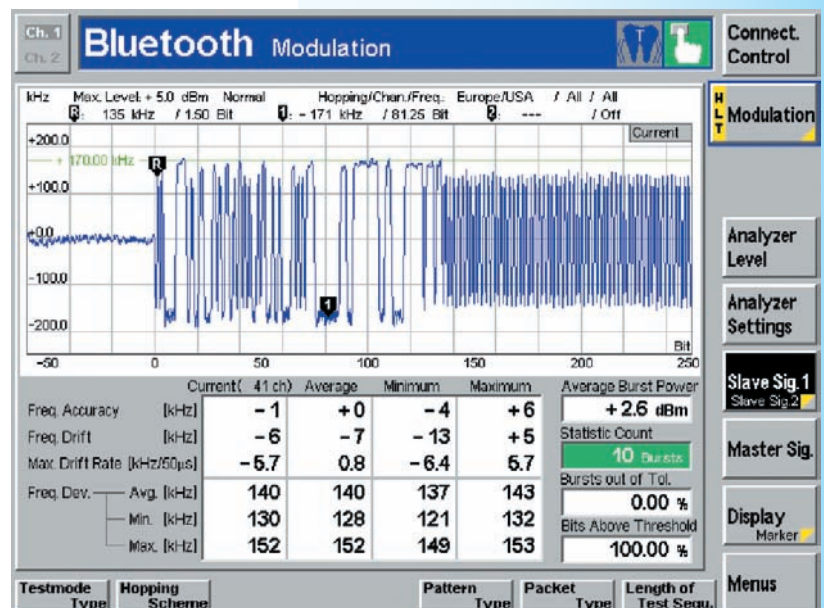 Ch. 1
Ch. 2
Bluetooth Modulation
Connect. Control
kHz Max. Level: + 5.0 dBm Normal Hopping/Chan./Freq.: Europe/USA / All / All
R: 135 kHz / 1.50 Bit 1: - 171 kHz / 81.25 Bit 2: --- / Off
HLT Modulation
Current
+200.0
+ 170.00 kHz
R
+100.0
+0.0
-100.0
1
-200.0
Bit
-50 0 50 100 150 200 250
Analyzer Level
Analyzer Settings
Slave Sig.1
Slave Sig.2
Master Sig.
Display
Marker
Menus
Current( 41 ch) Average Minimum Maximum Average Burst Power
Freq. Accuracy [kHz] - 1 + 0 - 4 + 6 + 2.6 dBm
Freq. Drift [kHz] - 6 - 7 - 13 + 5 Statistic Count
Max. Drift Rate [kHz/50µs] - 5.7 0.8 - 6.4 5.7 10 Bursts
Bursts out of Tol.
Freq. Dev. Avg. [kHz] 140 140 137 143 0.00 %
Min. [kHz] 130 128 121 132 Bits Above Threshold
Max. [kHz] 152 152 149 153 100.00 %
Testmode Type
Hopping Scheme
Pattern Type
Packet Type
Length of Test Sequ.